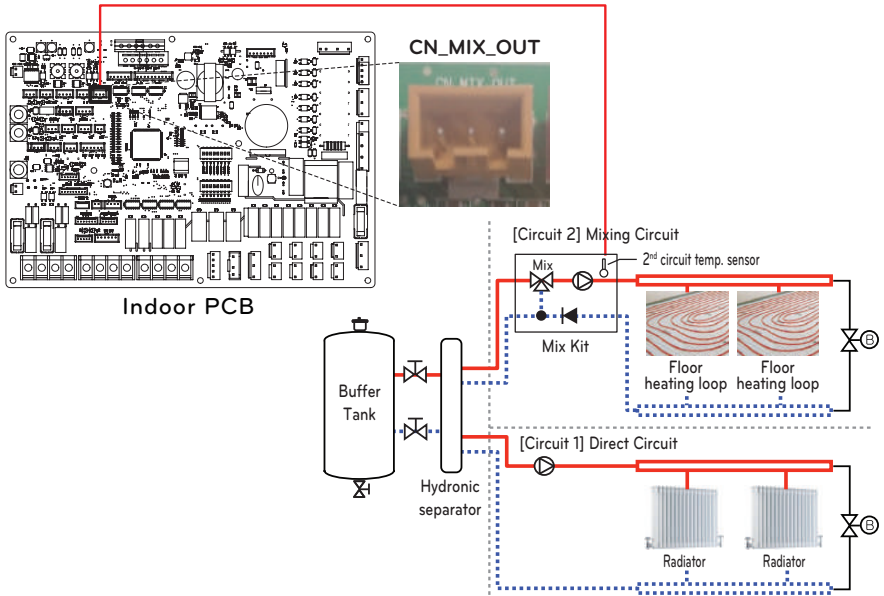 CN_MIX_OUT
CN_MIX_OUT
Indoor PCB
[Circuit 2] Mixing Circuit
Mix
2nd circuit temp. sensor
Mix Kit
Floor
heating loop
Floor
heating loop
B
Buffer
Tank
Hydronic
separator
[Circuit 1] Direct Circuit
Radiator
Radiator
B